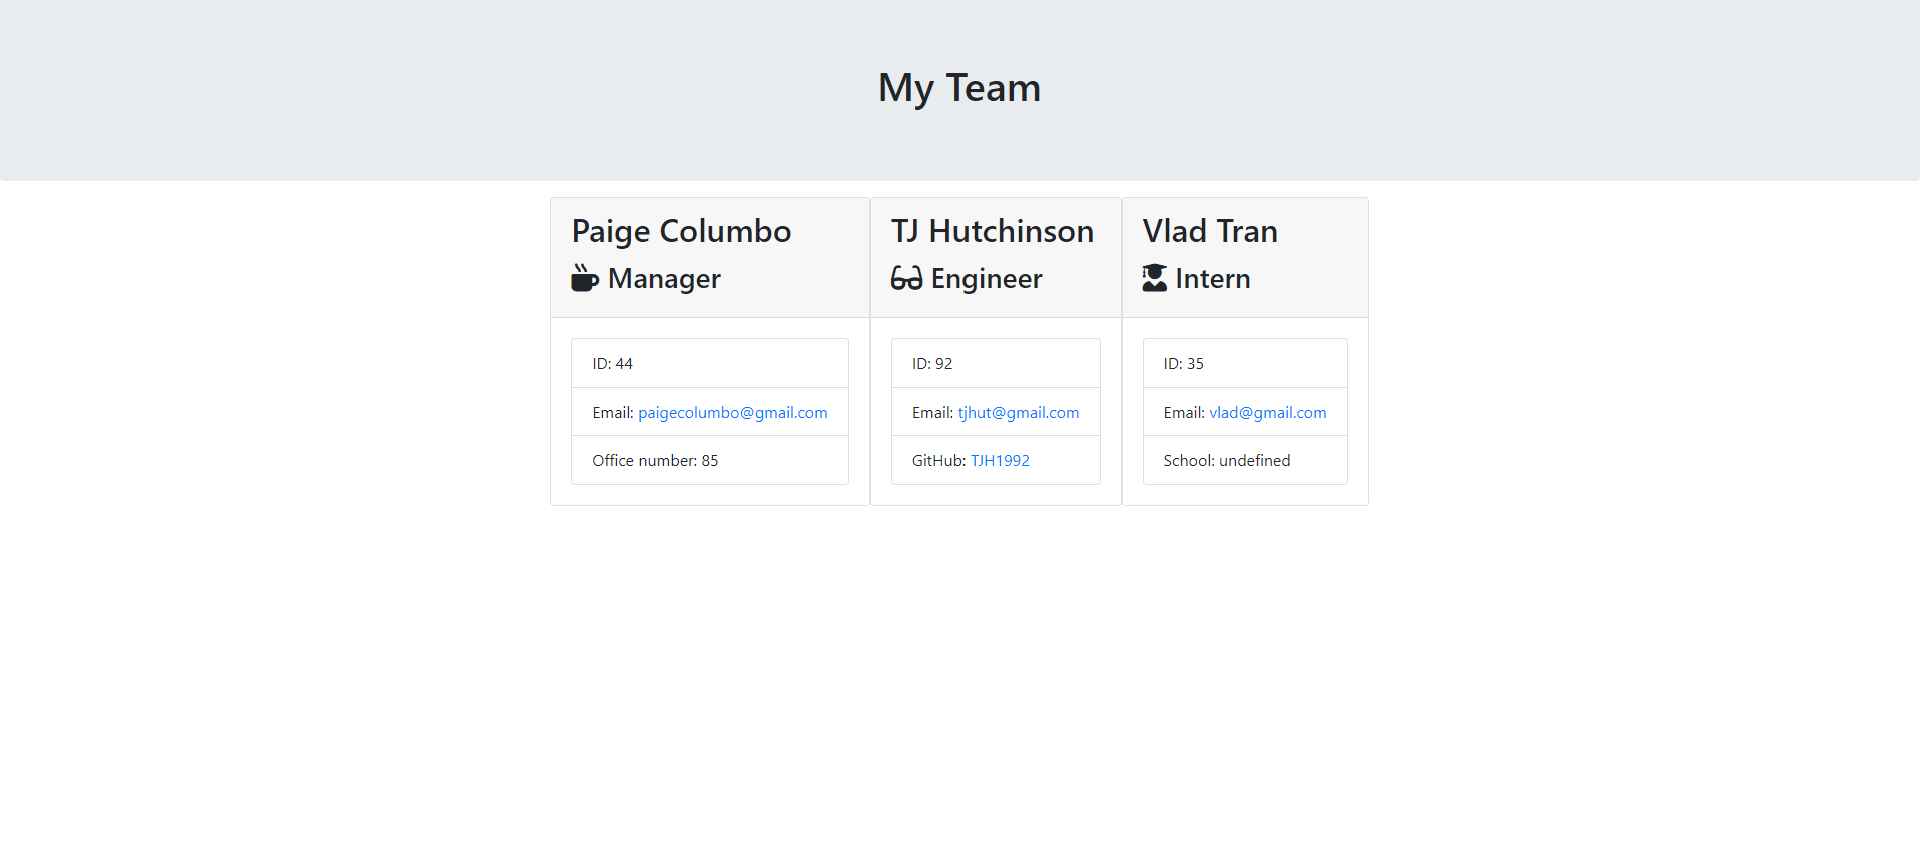 My Team
Paige Columbo
Manager
ID: 44
Email: paigecolumbo@gmail.com
Office number: 85
TJ Hutchinson
Engineer
ID: 92
Email: tjhut@gmail.com
GitHub: TJH1992
Vlad Tran
Intern
ID: 35
Email: vlad@gmail.com
School: undefined